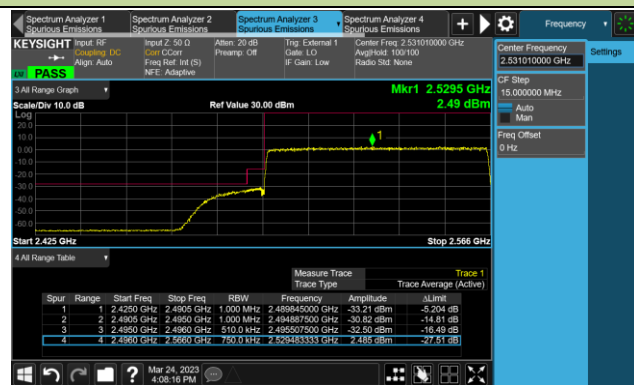 Spectrum Analyzer 1
Spurious Emissions
Spectrum Analyzer 2
Spurious Emissions
Spectrum Analyzer 3
Spurious Emissions
Spectrum Analyzer 4
Spurious Emissions
Frequency
KEYSIGHT
Input: RF
Coupling: DC
Align: Auto
Input Z: 50 Ω
Corr CCorr
Freq Ref: Int (S)
NFE: Adaptive
Atten: 20 dB
Preamp: Off
Trig: External 1
Gate: LO
IF Gain: Low
Center Freq: 2.531010000 GHz
Avg|Hold: 100/100
Radio Std: None
PASS
Center Frequency
2.531010000 GHz
Settings
CF Step
15.000000 MHz
Auto
Man
Freq Offset
0 Hz
3 All Range Graph
Mkr1 2.5295 GHz
Scale/Div 10.0 dB
Ref Value 30.00 dBm
2.49 dBm
Log
20.0
10.0
0.00
-10.0
-20.0
-30.0
-40.0
-50.0
-60.0
1
Start 2.425 GHz
Stop 2.566 GHz
4 All Range Table
Measure Trace Trace 1
Trace Type Trace Average (Active)
Spur Range Start Freq Stop Freq RBW Frequency Amplitude ΔLimit
1 1 2.4250 GHz 2.4905 GHz 1.000 MHz 2.489845000 GHz -33.21 dBm -5.204 dB
2 2 2.4905 GHz 2.4950 GHz 1.000 MHz 2.494887500 GHz -30.82 dBm -14.81 dB
3 3 2.4950 GHz 2.4960 GHz 510.0 kHz 2.495507500 GHz -32.50 dBm -16.49 dB
4 4 2.4960 GHz 2.5660 GHz 750.0 kHz 2.529483333 GHz 2.485 dBm -27.51 dB
Mar 24, 2023
4:08:16 PM